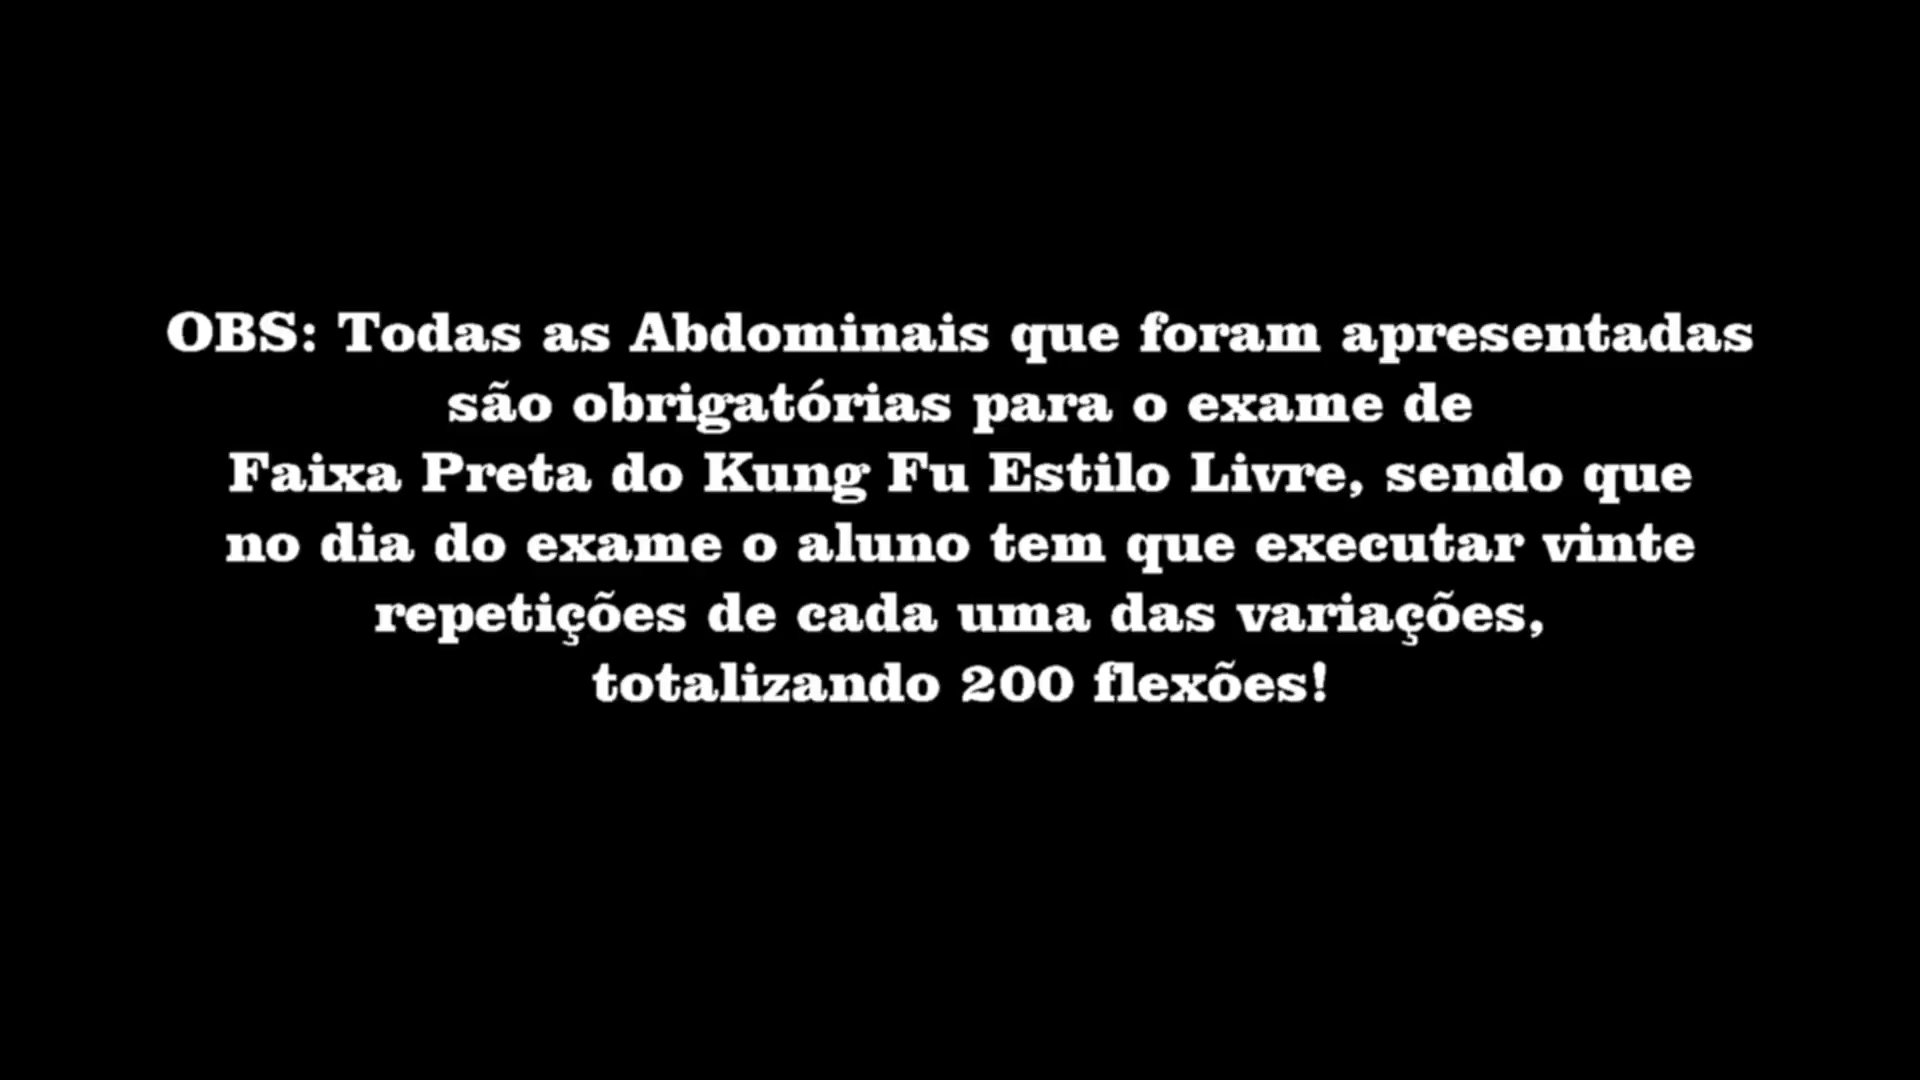 OBS: Todas as Abdominais que foram apresentadas
são obrigatórias para o exame de
Faixa Preta do Kung Fu Estilo Livre, sendo que
no dia do exame o aluno tem que executar vinte
repetições de cada uma das variações,
totalizando 200 flexões!